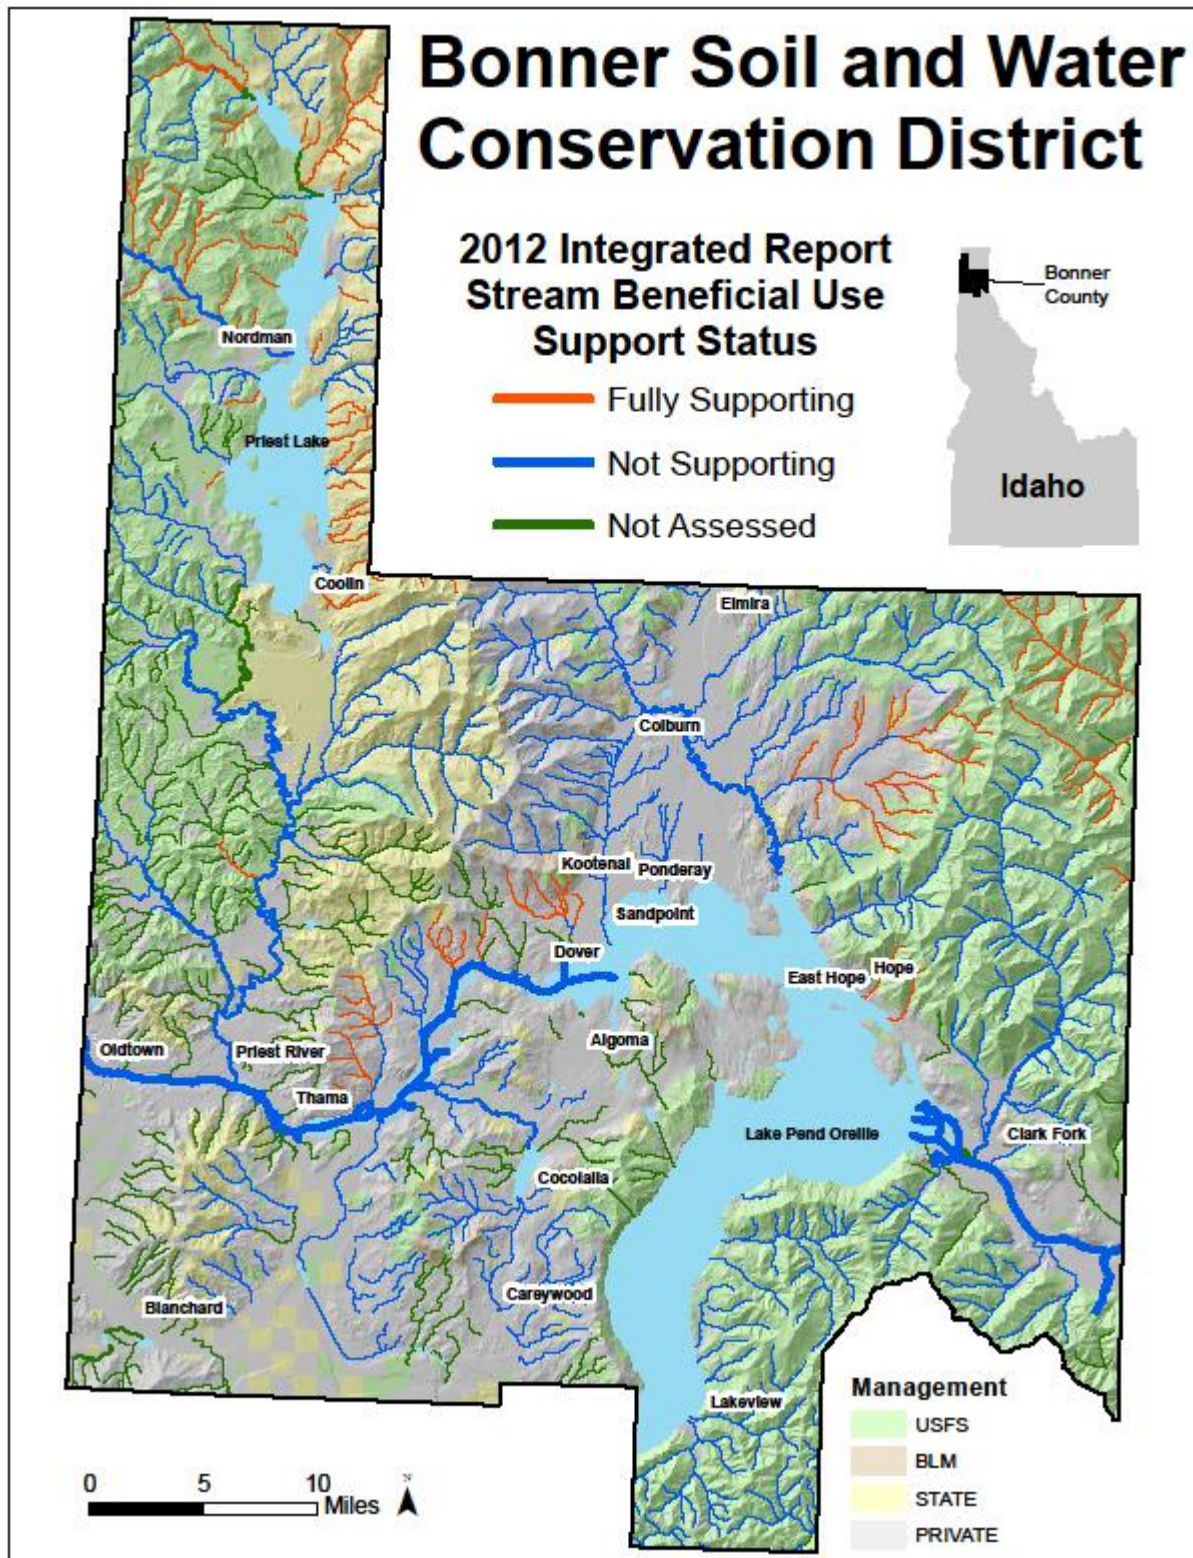 Bonner Soil and Water
Conservation District
2012 Integrated Report
Stream Beneficial Use
Support Status
Fully Supporting
Not Supporting
Not Assessed
Bonner
County
Idaho
Nordman
Priest Lake
Coolin
Elmira
Colburn
Kootenai
Ponderay
Sandpoint
Dover
East Hope
Hope
Algoma
Oldtown
Priest River
Thama
Lake Pend Oreille
Clark Fork
Cocolalla
Careywood
Blanchard
Lakeview
Management
USFS
BLM
STATE
PRIVATE
0 5 10
Miles
N